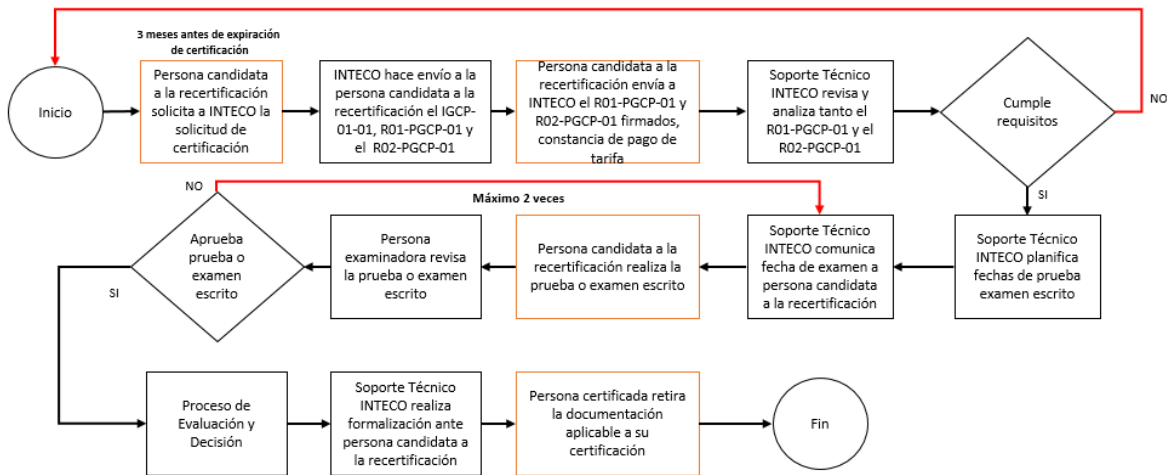 3 meses antes de expiración
de certificación
Inicio
Persona candidata
a la recertificación
solicita a INTECO la
solicitud de
certificación
INTECO hace envío a la
persona candidata a la
recertificación el IGCP-
01-01, R01-PGCP-01 y
el R02-PGCP-01
Persona candidata a la
recertificación envía a
INTECO el R01-PGCP-01 y
R02-PGCP-01 firmados,
constancia de pago de
tarifa
Soporte Técnico
INTECO revisa y
analiza tanto el
R01-PGCP-01 y el
R02-PGCP-01
Cumple
requisitos
NO
SI
Soporte Técnico
INTECO planifica
fechas de prueba
examen escrito
Soporte Técnico
INTECO comunica
fecha de examen a
persona candidata
a la recertificación
Máximo 2 veces
Persona candidata a la
recertificación realiza la
prueba o examen escrito
Persona
examinadora revisa
la prueba o examen
escrito
NO
Aprueba
prueba o
examen
escrito
SI
Proceso de
Evaluación y
Decisión
Soporte Técnico
INTECO realiza
formalización ante
persona candidata a
la recertificación
Persona certificada retira
la documentación
aplicable a su
certificación
Fin